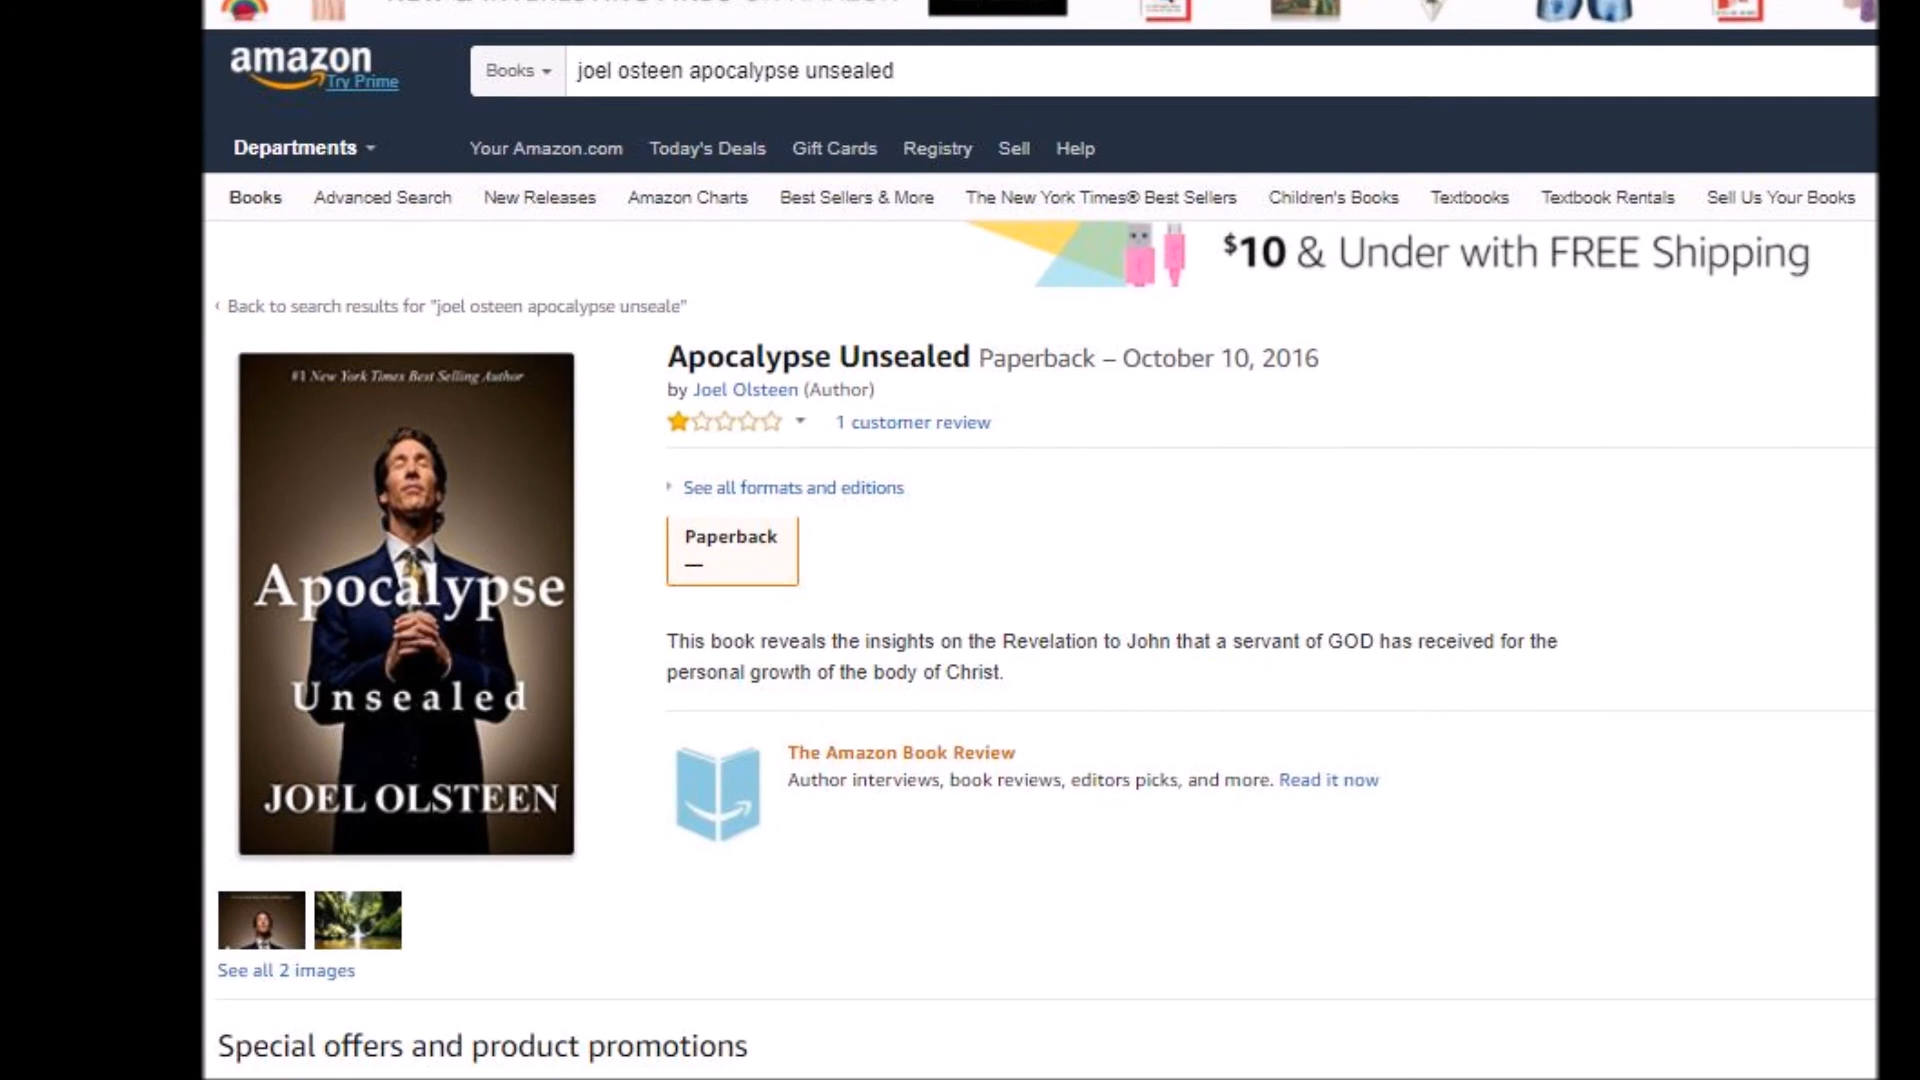 amazon
Try Prime
Books
joel osteen apocalypse unsealed
Departments
Your Amazon.com Today's Deals Gift Cards Registry Sell Help
Books Advanced Search New Releases Amazon Charts Best Sellers & More The New York Times® Best Sellers Children's Books Textbooks Textbook Rentals Sell Us Your Books
$10 & Under with FREE Shipping
‹ Back to search results for "joel osteen apocalypse unseale"
#1 New York Times Best Selling Author
Apocalypse
Unsealed
JOEL OLSTEEN
See all 2 images
Apocalypse Unsealed Paperback – October 10, 2016
by Joel Olsteen (Author)
1 customer review
See all formats and editions
Paperback
—
This book reveals the insights on the Revelation to John that a servant of GOD has received for the
personal growth of the body of Christ.
The Amazon Book Review
Author interviews, book reviews, editors picks, and more. Read it now
Special offers and product promotions